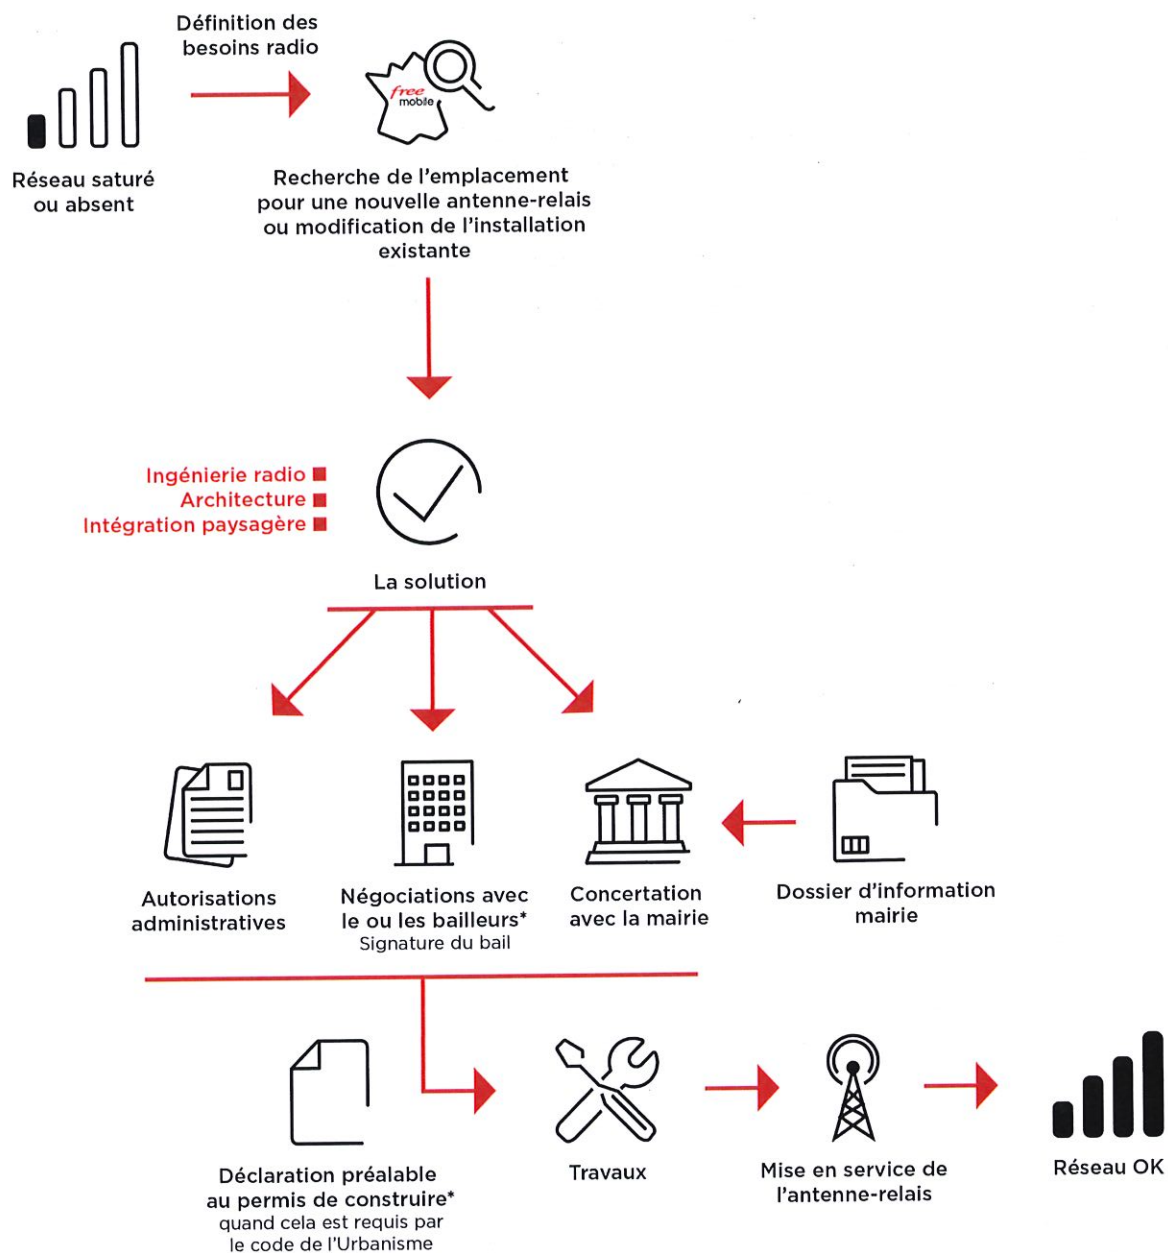 Définition des
besoins radio
free
mobile
Réseau saturé
ou absent
Recherche de l'emplacement
pour une nouvelle antenne-relais
ou modification de l'installation
existante
Ingénierie radio
Architecture
Intégration paysagère
La solution
Autorisations
administratives
Négociations avec
le ou les bailleurs*
Signature du bail
Concertation
avec la mairie
Dossier d'information
mairie
Déclaration préalable
au permis de construire*
quand cela est requis par
le code de l'Urbanisme
Travaux
Mise en service de
l'antenne-relais
Réseau OK